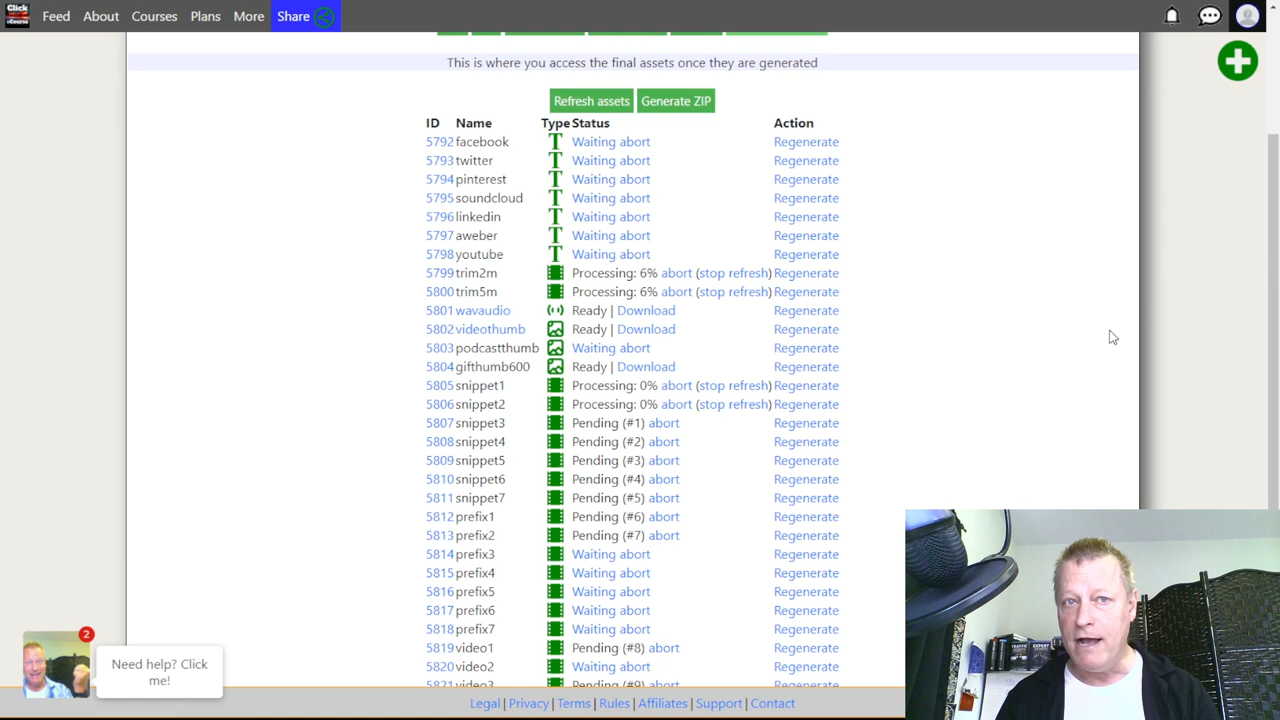 Click
eCourse
Feed About Courses Plans More Share
This is where you access the final assets once they are generated
Refresh assets Generate ZIP
ID Name Type Status Action
5792 facebook Waiting abort Regenerate
5793 twitter Waiting abort Regenerate
5794 pinterest Waiting abort Regenerate
5795 soundcloud Waiting abort Regenerate
5796 linkedin Waiting abort Regenerate
5797 aweber Waiting abort Regenerate
5798 youtube Waiting abort Regenerate
5799 trim2m Processing: 6% abort (stop refresh) Regenerate
5800 trim5m Processing: 6% abort (stop refresh) Regenerate
5801 wavaudio Ready | Download Regenerate
5802 videothumb Ready | Download Regenerate
5803 podcastthumb Waiting abort Regenerate
5804 gifthumb600 Ready | Download Regenerate
5805 snippet1 Processing: 0% abort (stop refresh) Regenerate
5806 snippet2 Processing: 0% abort (stop refresh) Regenerate
5807 snippet3 Pending (#1) abort Regenerate
5808 snippet4 Pending (#2) abort Regenerate
5809 snippet5 Pending (#3) abort Regenerate
5810 snippet6 Pending (#4) abort Regenerate
5811 snippet7 Pending (#5) abort Regenerate
5812 prefix1 Pending (#6) abort Regenerate
5813 prefix2 Pending (#7) abort Regenerate
5814 prefix3 Waiting abort Regenerate
5815 prefix4 Waiting abort Regenerate
5816 prefix5 Waiting abort Regenerate
5817 prefix6 Waiting abort Regenerate
5818 prefix7 Waiting abort Regenerate
5819 video1 Pending (#8) abort Regenerate
5820 video2 Waiting abort Regenerate
5821 video3 Pending (#9) abort Regenerate
2
Need help? Click
me!
Legal | Privacy | Terms | Rules | Affiliates | Support | Contact